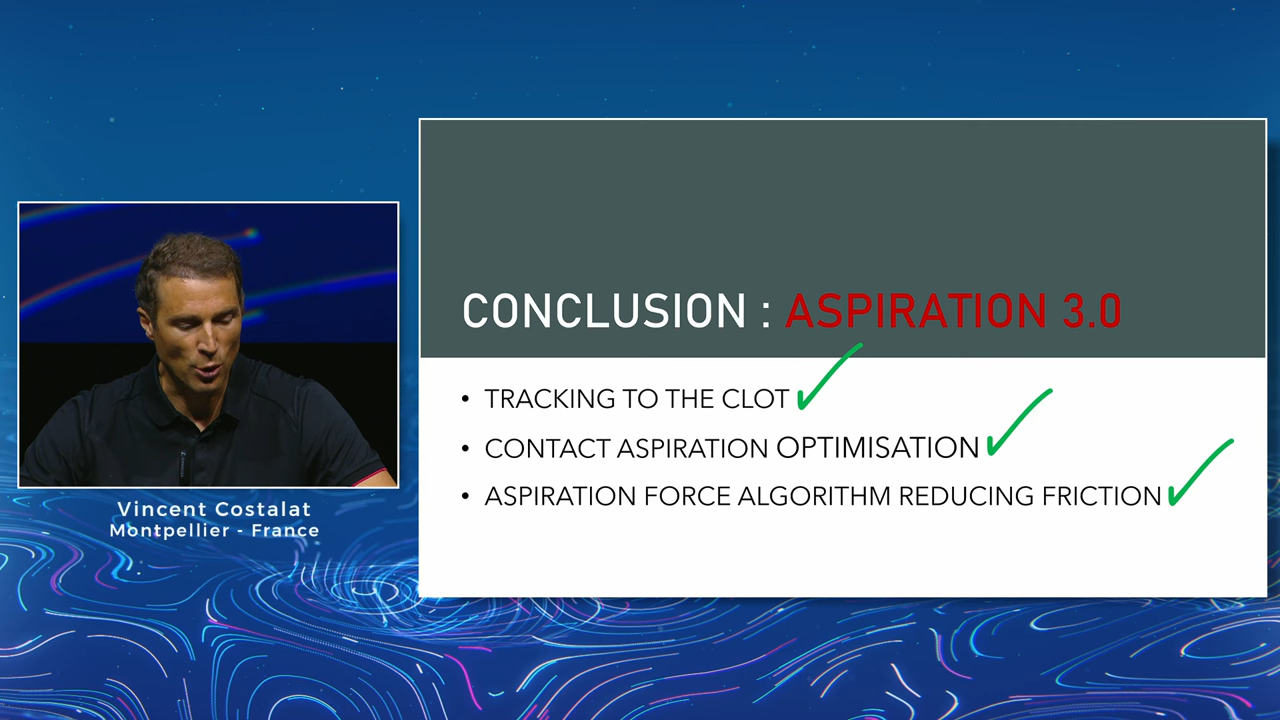 CONCLUSION : ASPIRATION 3.0
• TRACKING TO THE CLOT
• CONTACT ASPIRATION OPTIMISATION
• ASPIRATION FORCE ALGORITHM REDUCING FRICTION
Vincent Costalat
Montpellier - France